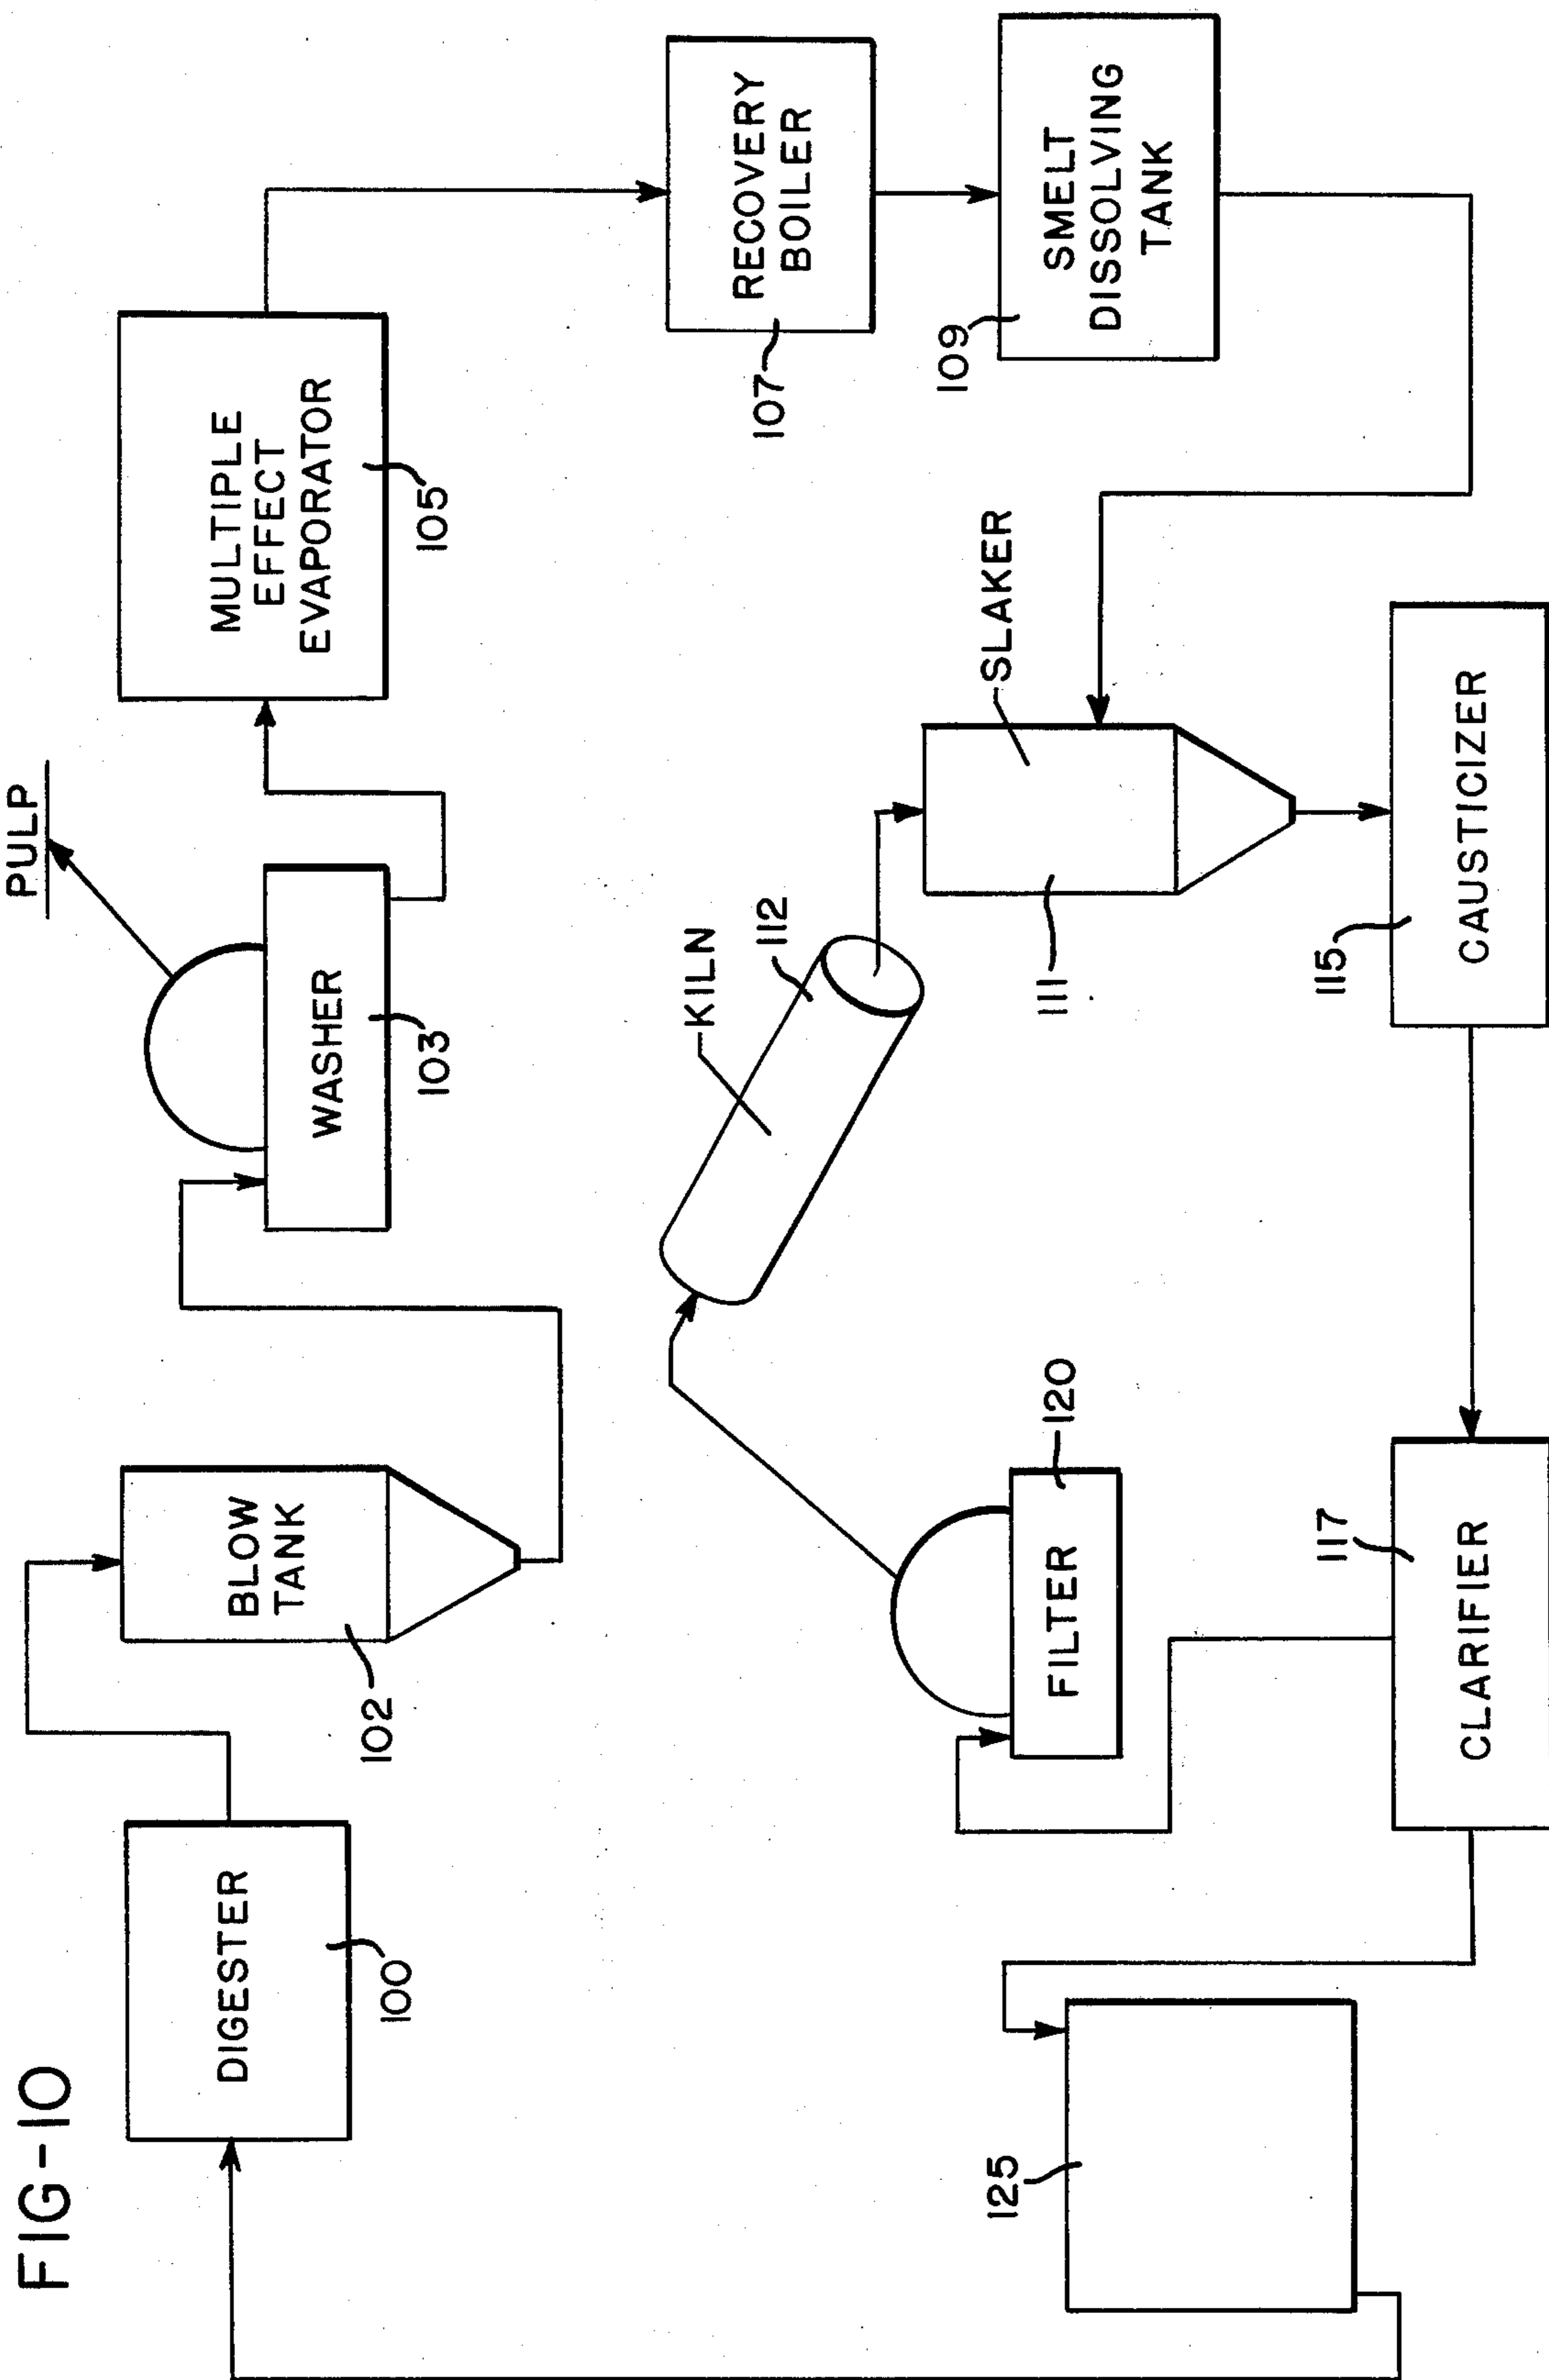 FIG-10
DIGESTER
100
BLOW
TANK
102
WASHER
103
PULP
MULTIPLE
EFFECT
EVAPORATOR
105
RECOVERY
BOILER
107
SMELT
DISSOLVING
TANK
109
KILN
112
SLAKER
111
FILTER
120
125
CLARIFIER
117
CAUSTICIZER
115